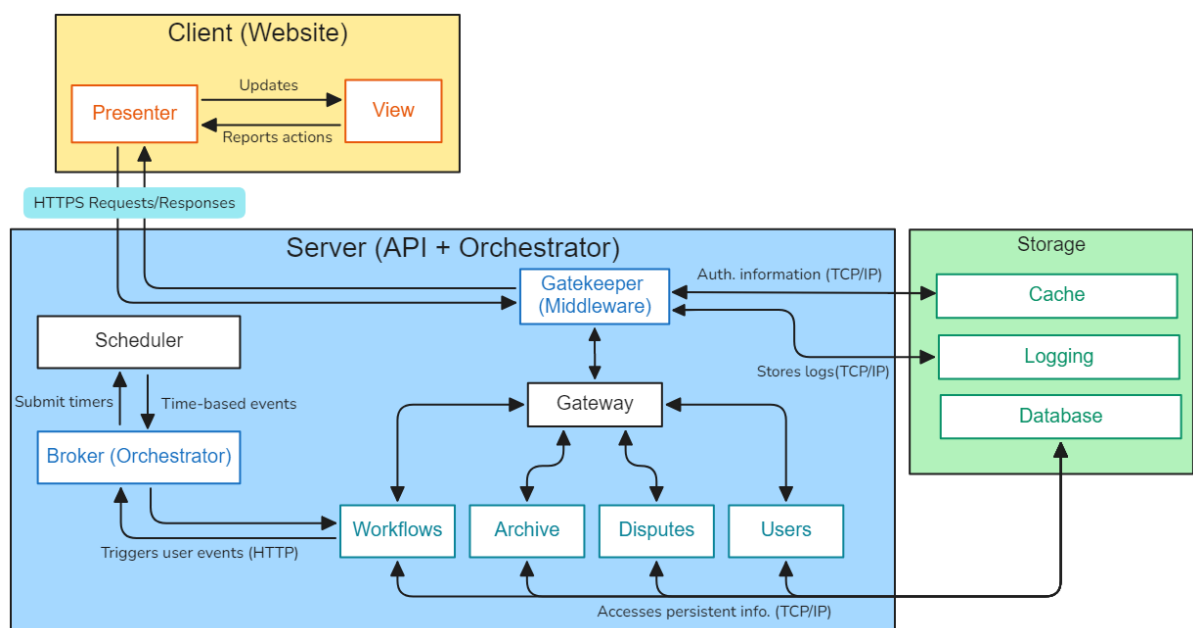 Client (Website)
Updates
Presenter
View
Reports actions
HTTPS Requests/Responses
Server (API + Orchestrator)
Storage
Gatekeeper
(Middleware)
Auth. information (TCP/IP)
Cache
Scheduler
Logging
Stores logs(TCP/IP)
Submit timers
Time-based events
Gateway
Database
Broker (Orchestrator)
Workflows
Archive
Disputes
Users
Triggers user events (HTTP)
Accesses persistent info. (TCP/IP)